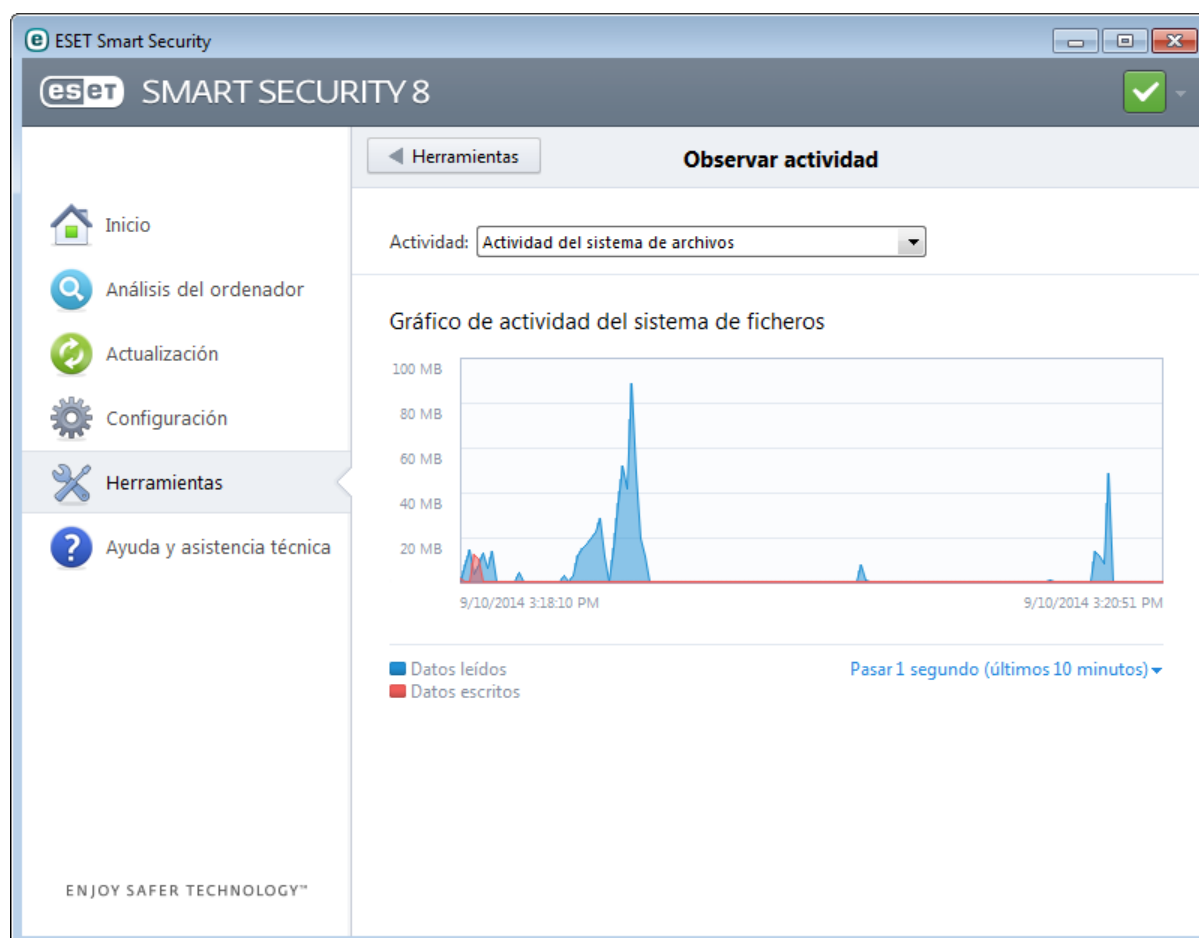 ESET Smart Security
eseT SMART SECURITY 8
Herramientas
Observar actividad
Inicio
Análisis del ordenador
Actualización
Configuración
Herramientas
Ayuda y asistencia técnica
Actividad: Actividad del sistema de archivos
Gráfico de actividad del sistema de ficheros
100 MB
80 MB
60 MB
40 MB
20 MB
9/10/2014 3:18:10 PM
9/10/2014 3:20:51 PM
Datos leídos
Datos escritos
Pasar 1 segundo (últimos 10 minutos)
ENJOY SAFER TECHNOLOGY™